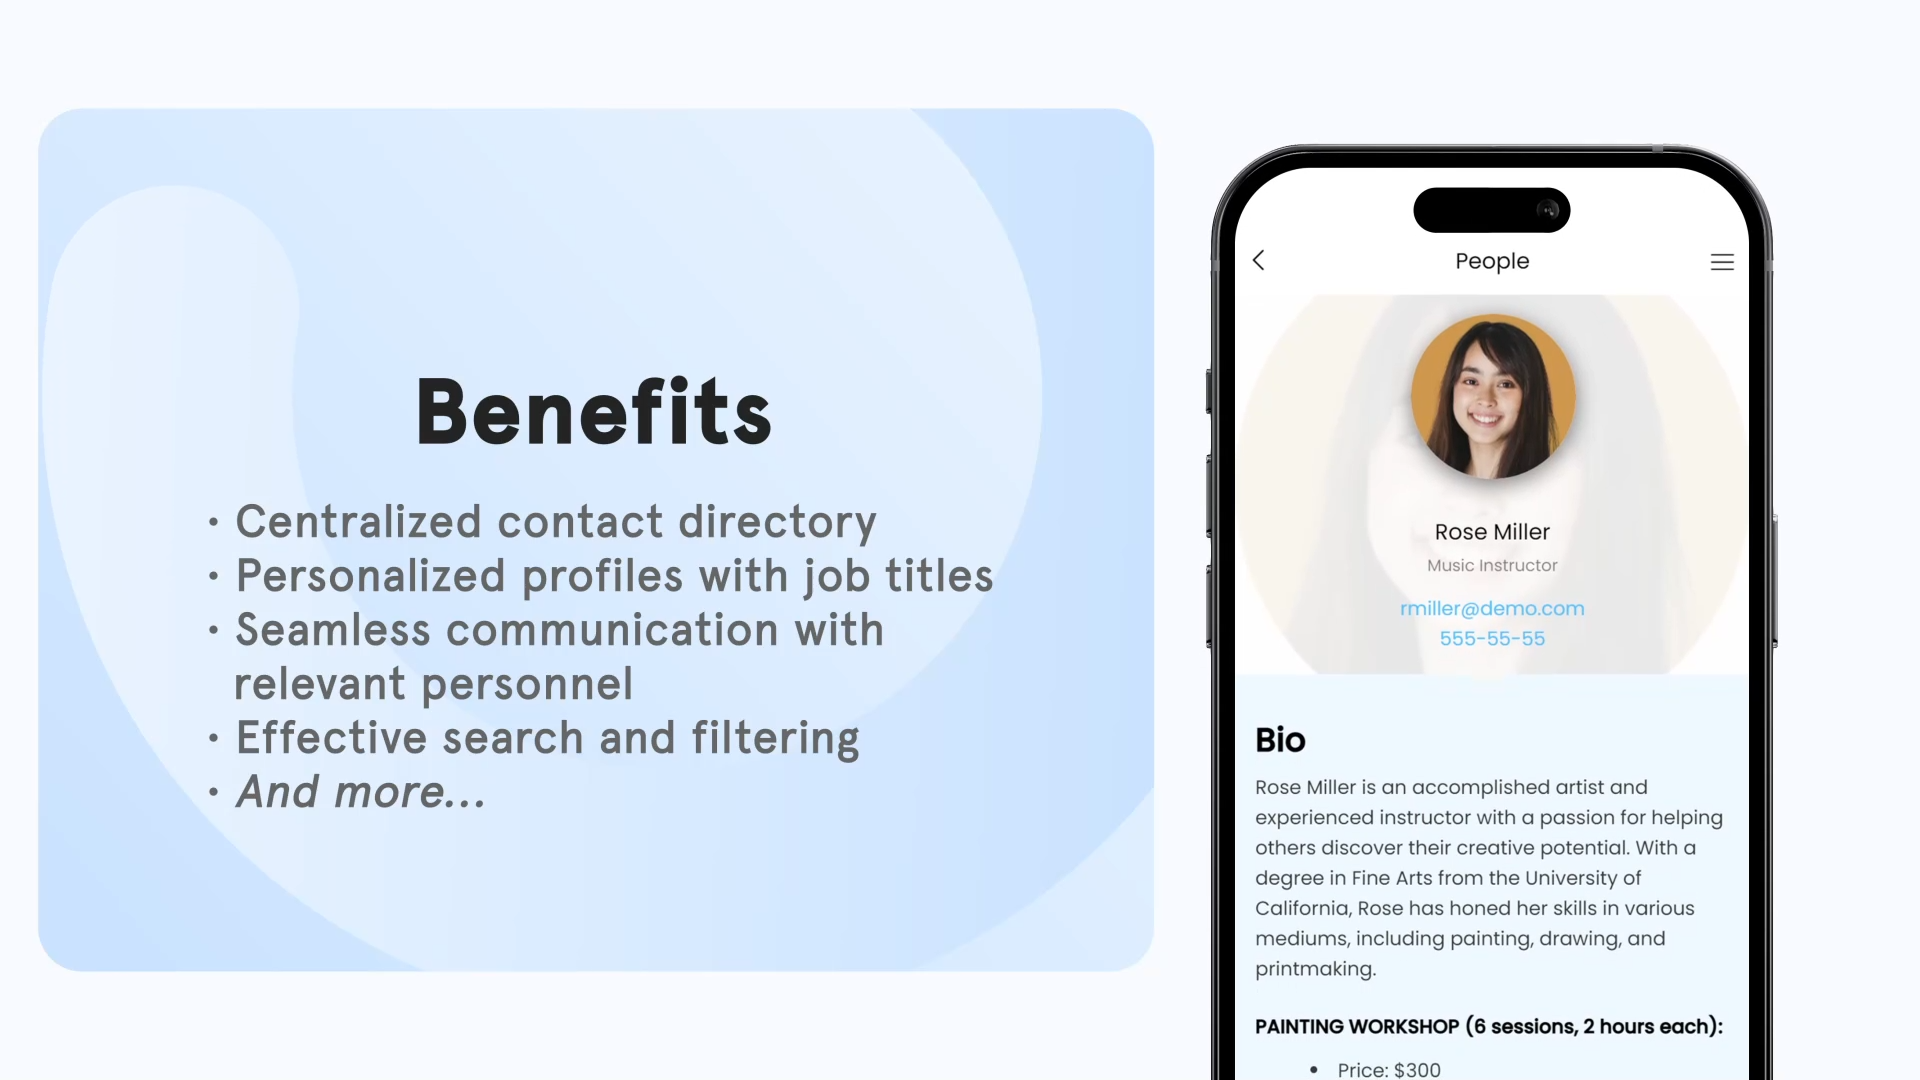 Benefits
• Centralized contact directory
• Personalized profiles with job titles
• Seamless communication with
relevant personnel
• Effective search and filtering
• And more...
People
Rose Miller
Music Instructor
rmiller@demo.com
555-55-55
Bio
Rose Miller is an accomplished artist and
experienced instructor with a passion for helping
others discover their creative potential. With a
degree in Fine Arts from the University of
California, Rose has honed her skills in various
mediums, including painting, drawing, and
printmaking.
PAINTING WORKSHOP (6 sessions, 2 hours each):
• Price: $300